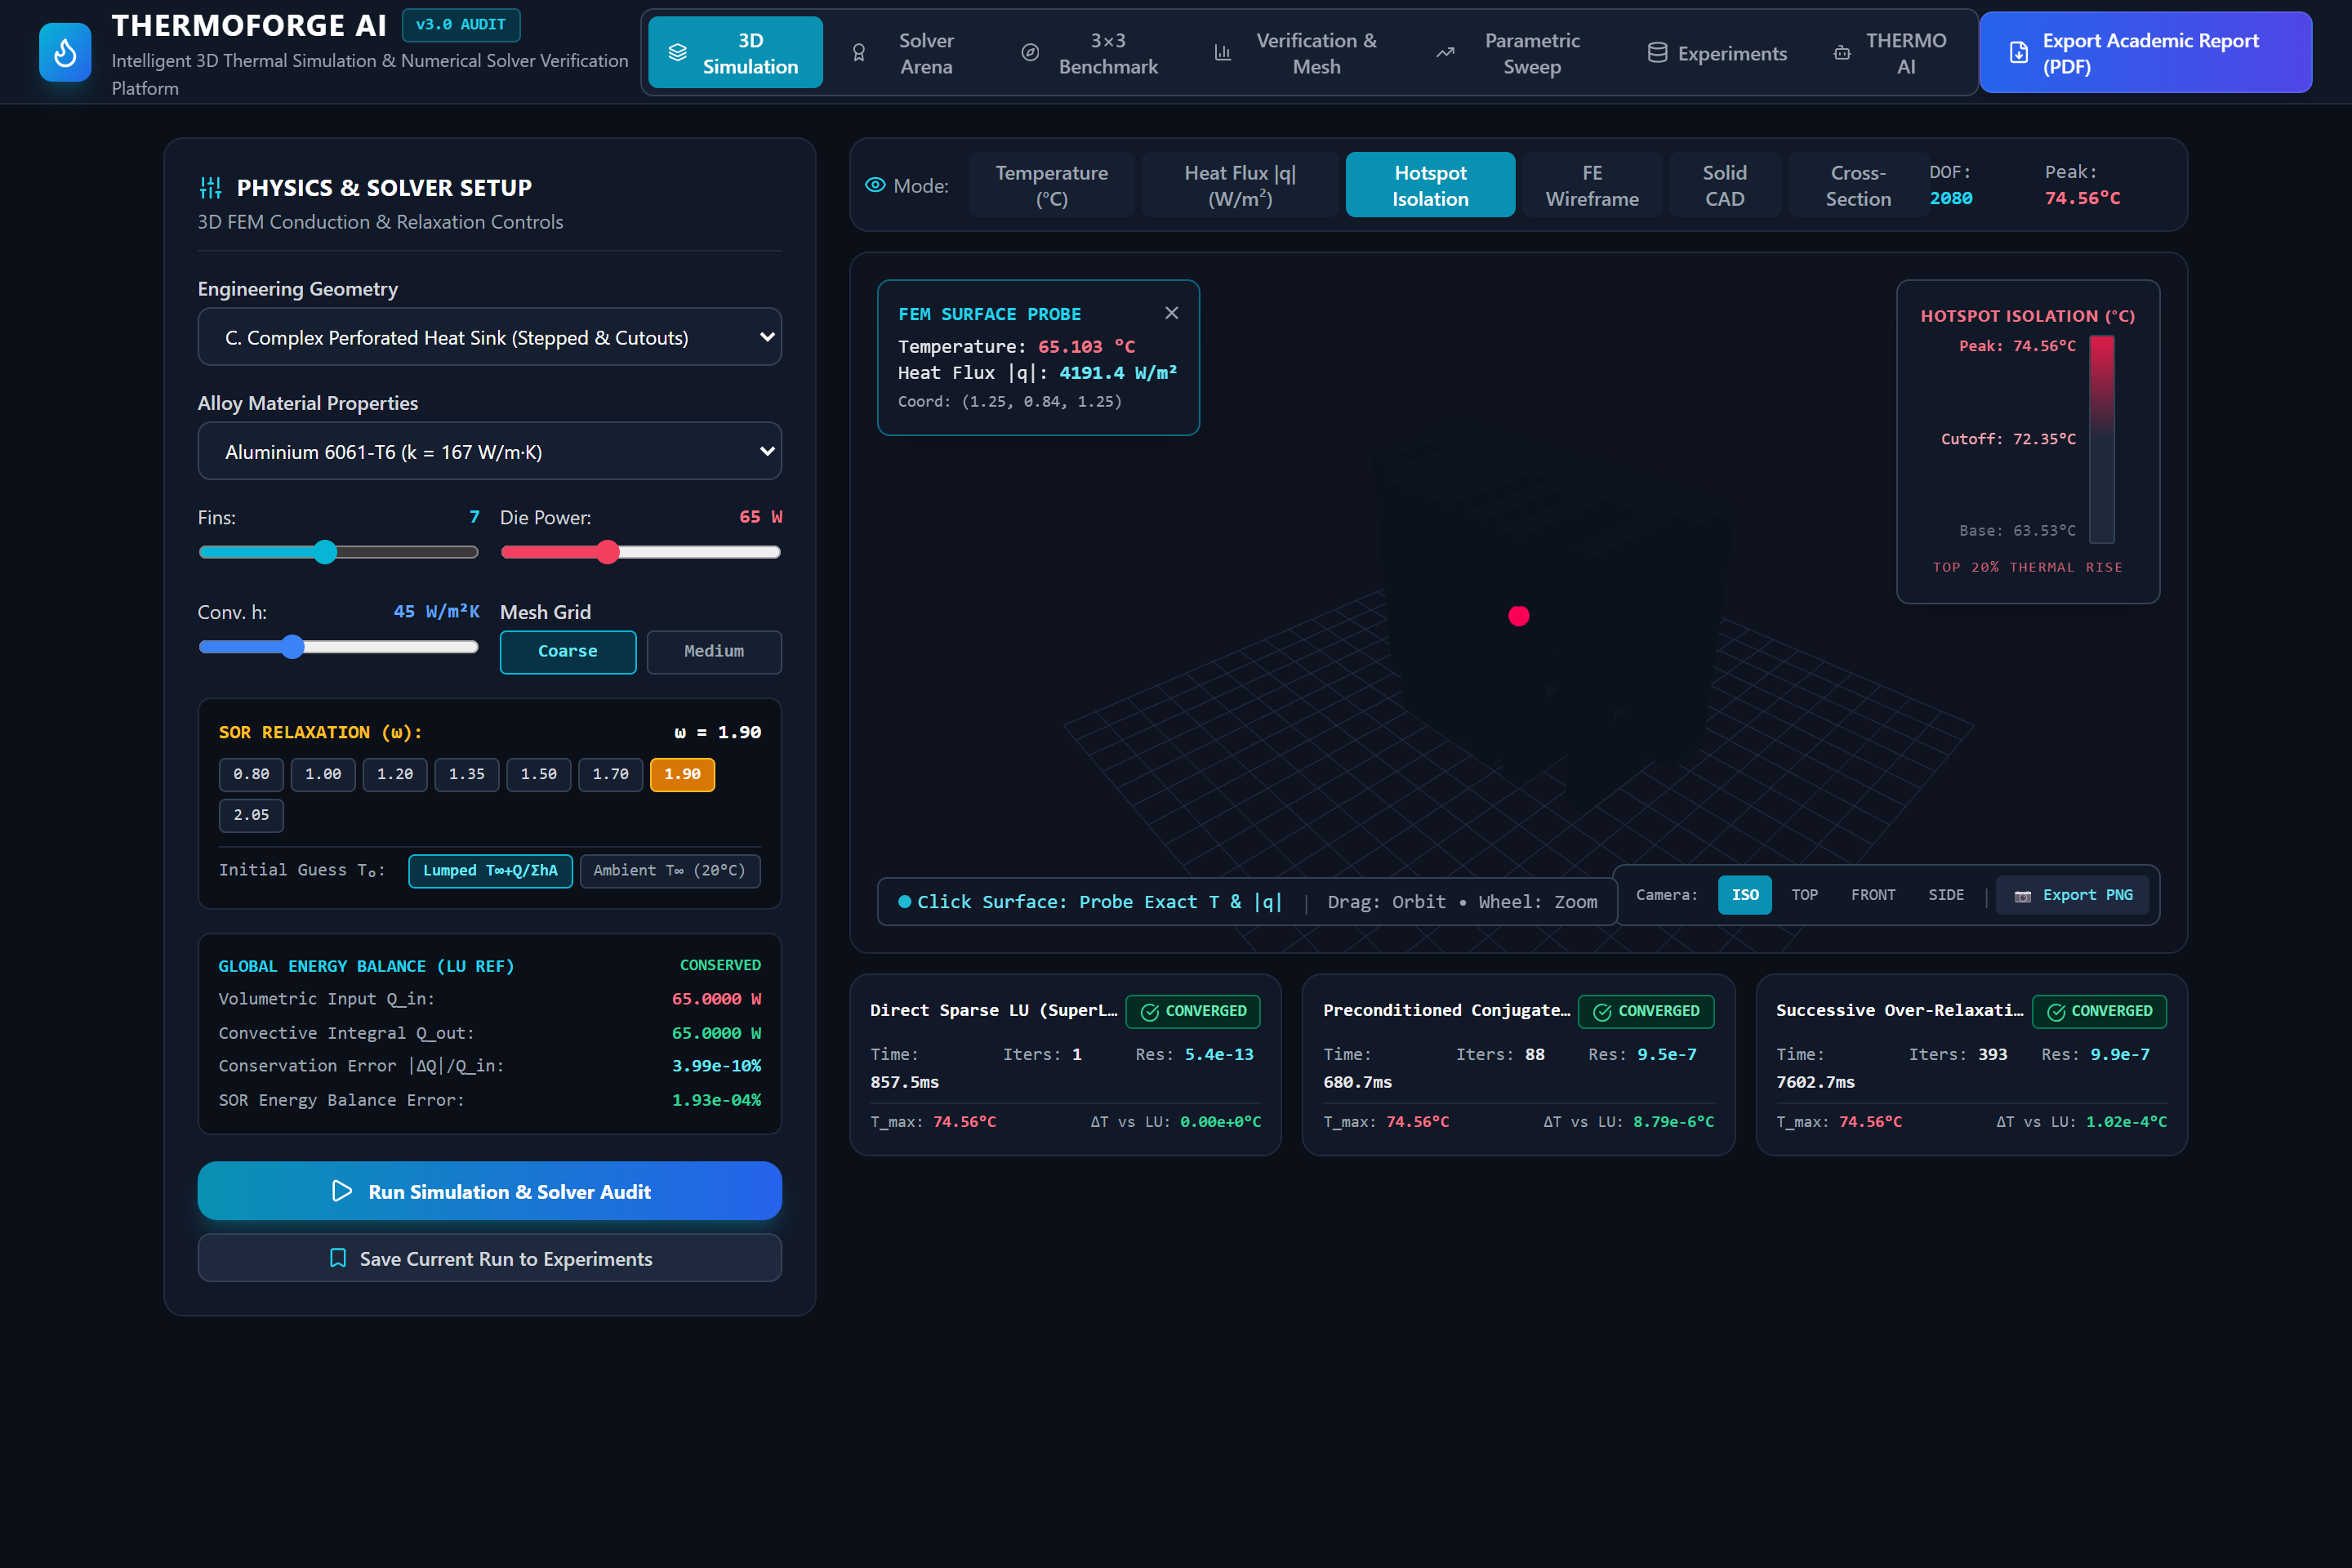 THERMOFORGE AI
v3.0 AUDIT
Intelligent 3D Thermal Simulation & Numerical Solver Verification
Platform
3D
Simulation
Solver
Arena
3×3
Benchmark
Verification &
Mesh
Parametric
Sweep
Experiments
THERMO
AI
Export Academic Report
(PDF)
PHYSICS & SOLVER SETUP
3D FEM Conduction & Relaxation Controls
Engineering Geometry
C. Complex Perforated Heat Sink (Stepped & Cutouts)
Alloy Material Properties
Aluminium 6061-T6 (k = 167 W/m·K)
Fins: 7
Die Power: 65 W
Conv. h: 45 W/m²K
Mesh Grid
Coarse
Medium
SOR RELAXATION (ω): ω = 1.90
0.80 1.00 1.20 1.35 1.50 1.70 1.90
2.05
Initial Guess T₀: Lumped T∞+Q/ΣhA Ambient T∞ (20°C)
GLOBAL ENERGY BALANCE (LU REF) CONSERVED
Volumetric Input Q_in: 65.0000 W
Convective Integral Q_out: 65.0000 W
Conservation Error |ΔQ|/Q_in: 3.99e-10%
SOR Energy Balance Error: 1.93e-04%
Run Simulation & Solver Audit
Save Current Run to Experiments
Mode:
Temperature
(°C)
Heat Flux |q|
(W/m²)
Hotspot
Isolation
FE
Wireframe
Solid
CAD
Cross-
Section
DOF:
2080
Peak:
74.56°C
FEM SURFACE PROBE
Temperature: 65.103 °C
Heat Flux |q|: 4191.4 W/m²
Coord: (1.25, 0.84, 1.25)
HOTSPOT ISOLATION (°C)
Peak: 74.56°C
Cutoff: 72.35°C
Base: 63.53°C
TOP 20% THERMAL RISE
Click Surface: Probe Exact T & |q| | Drag: Orbit • Wheel: Zoom
Camera: ISO TOP FRONT SIDE | Export PNG
Direct Sparse LU (SuperL… CONVERGED
Time:
857.5ms
Iters: 1
Res: 5.4e-13
T_max: 74.56°C ΔT vs LU: 0.00e+0°C
Preconditioned Conjugate… CONVERGED
Time:
680.7ms
Iters: 88
Res: 9.5e-7
T_max: 74.56°C ΔT vs LU: 8.79e-6°C
Successive Over-Relaxati… CONVERGED
Time:
7602.7ms
Iters: 393
Res: 9.9e-7
T_max: 74.56°C ΔT vs LU: 1.02e-4°C